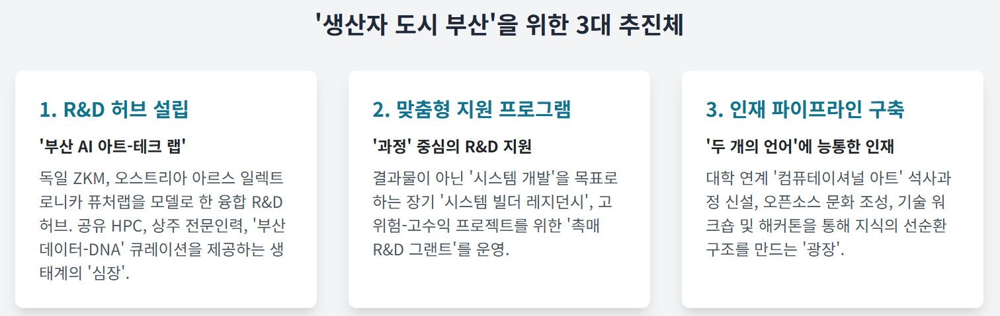 '생산자 도시 부산'을 위한 3대 추진체
1. R&D 허브 설립
'부산 AI 아트-테크 랩'
독일 ZKM, 오스트리아 아르스 일렉트
로니카 퓨처랩을 모델로 한 융합 R&D
허브. 공유 HPC, 상주 전문인력, '부산
데이터-DNA' 큐레이션을 제공하는 생
태계의 '심장'.
2. 맞춤형 지원 프로그램
'과정' 중심의 R&D 지원
결과물이 아닌 '시스템 개발'을 목표로
하는 장기 '시스템 빌더 레지던시', 고
위험-고수익 프로젝트를 위한 '촉매
R&D 그랜트'를 운영.
3. 인재 파이프라인 구축
'두 개의 언어'에 능통한 인재
대학 연계 '컴퓨테이셔널 아트' 석사과
정 신설, 오픈소스 문화 조성, 기술 워
크숍 및 해커톤을 통해 지식의 선순환
구조를 만드는 '광장'.